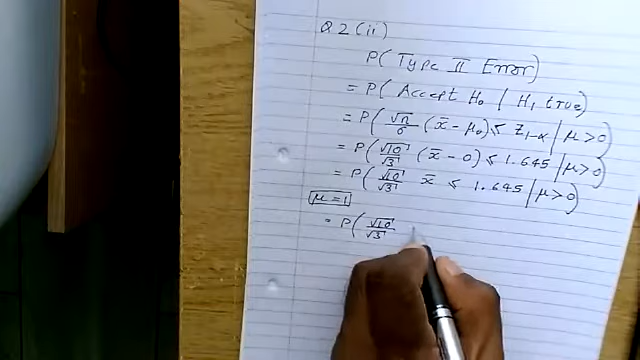 Q 2 (ii)
P( Type II Error)
= P( Accept H₀ | H₁ true)
= P( √n/σ (x̄ - μ₀) ≤ Z₁₋α | μ > 0)
= P( √10/√3 (x̄ - 0) ≤ 1.645 | μ > 0)
= P( √10/√3 x̄ ≤ 1.645 | μ > 0)
μ = 1
= P( √10/√3